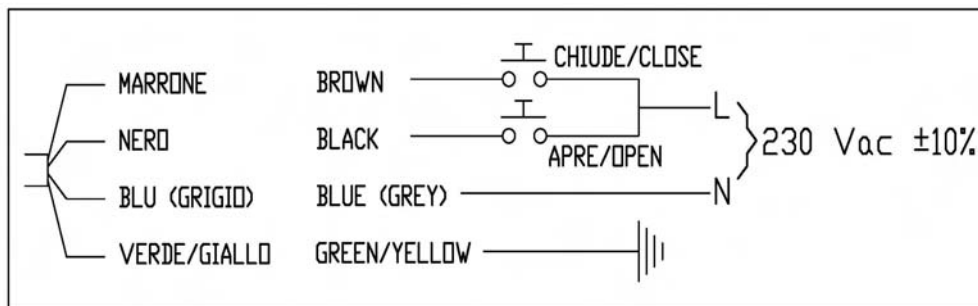 CHIUDE/CLOSE
MARRONE BROWN
L
NERO BLACK
230 Vac ±10%
APRE/OPEN
BLU (GRIGIO) BLUE (GREY) N
VERDE/GIALLO GREEN/YELLOW